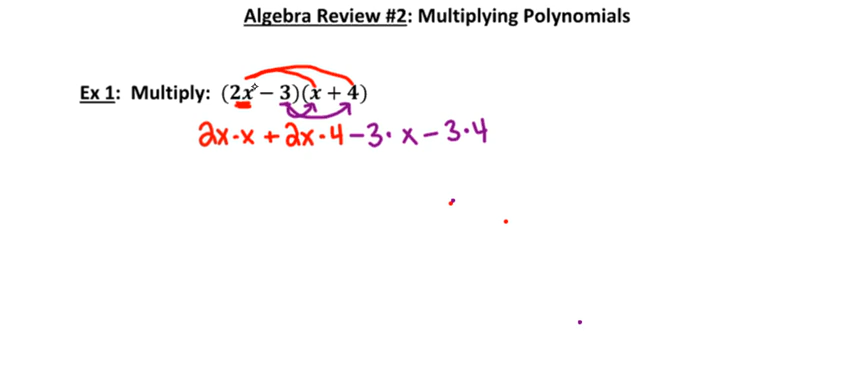 Algebra Review #2: Multiplying Polynomials
Ex 1: Multiply: (2x − 3)(x + 4)
2x·x + 2x·4 − 3·x − 3·4